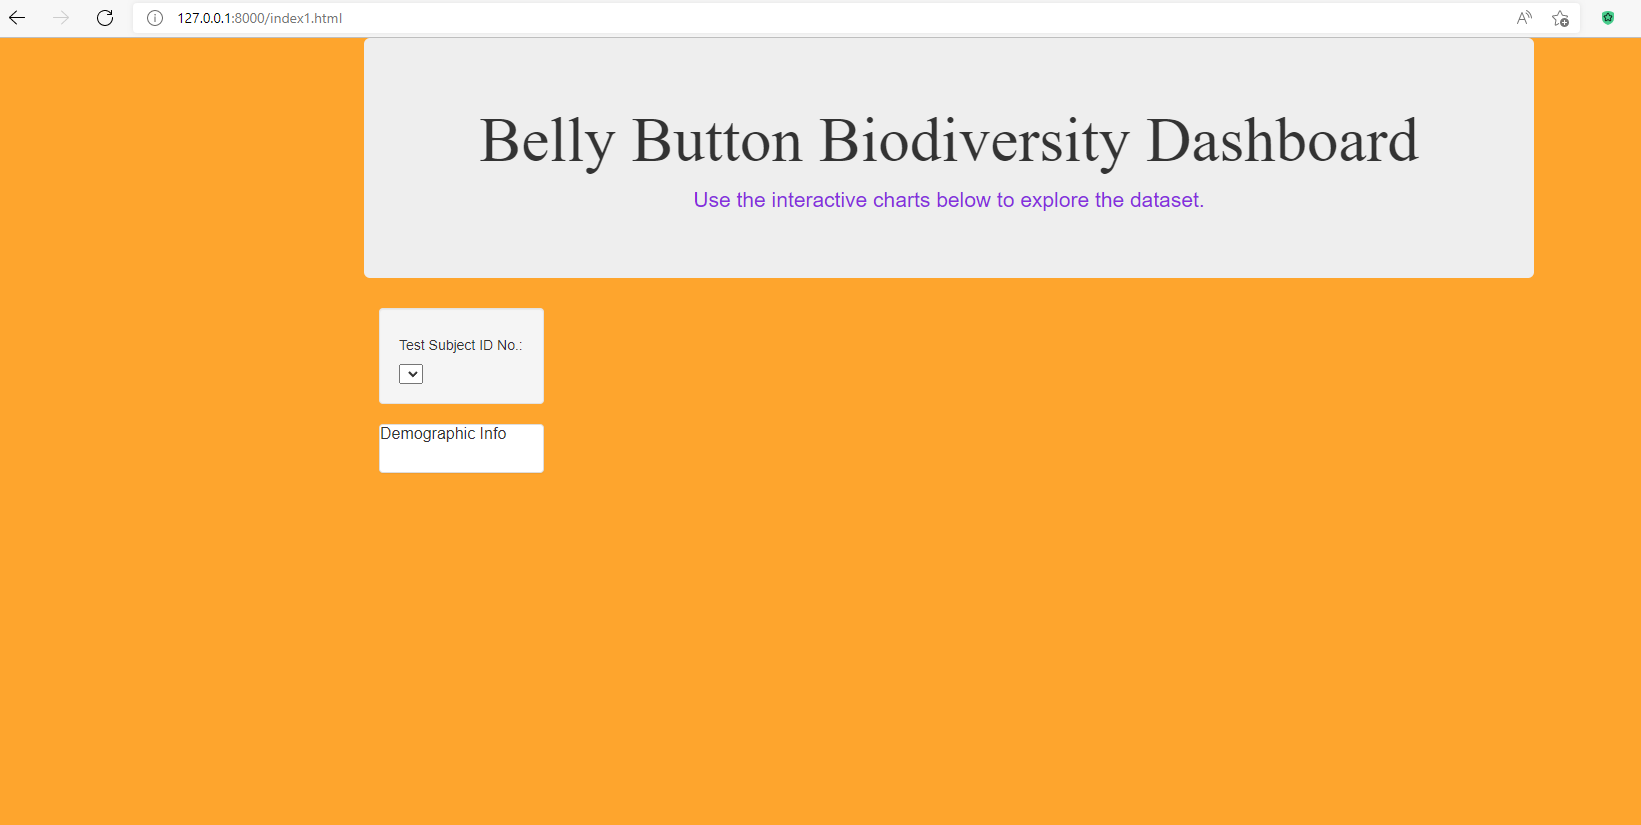 127.0.0.1:8000/index1.html
Belly Button Biodiversity Dashboard
Use the interactive charts below to explore the dataset.
Test Subject ID No.:
Demographic Info